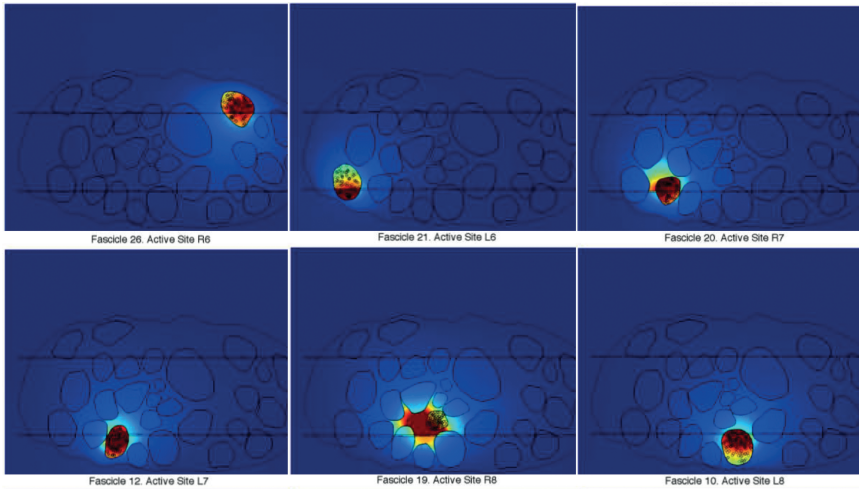 Fascicle 26. Active Site R6
Fascicle 21. Active Site L6
Fascicle 20. Active Site R7
Fascicle 12. Active Site L7
Fascicle 19. Active Site R8
Fascicle 10. Active Site L8